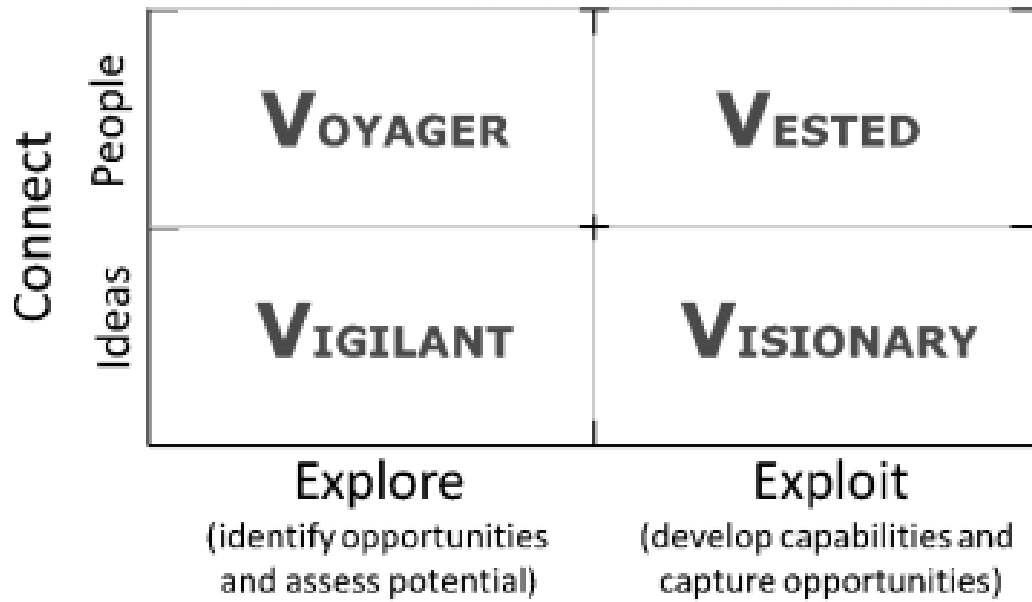 Connect
People
VOYAGER
VESTED
Ideas
VIGILANT
VISIONARY
Explore
(identify opportunities
and assess potential)
Exploit
(develop capabilities and
capture opportunities)